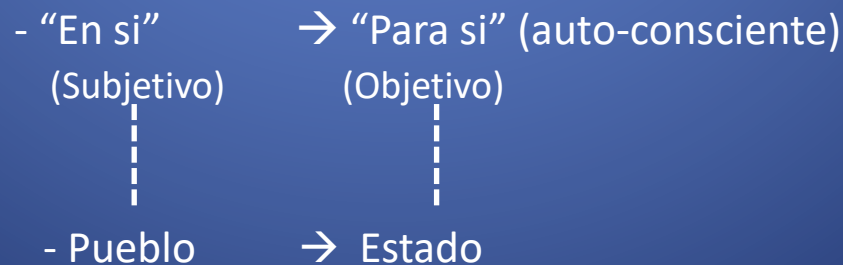 - “En si” → “Para si” (auto-consciente)
(Subjetivo) (Objetivo)
- Pueblo → Estado